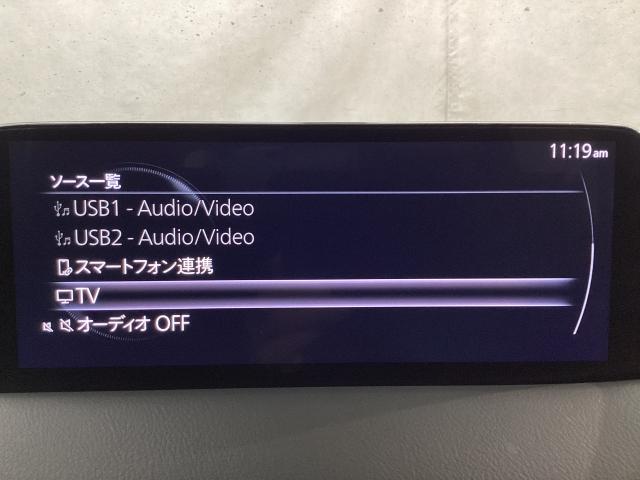 11:19am
ソース一覧
USB1 - Audio/Video
USB2 - Audio/Video
スマートフォン連携
TV
オーディオ OFF